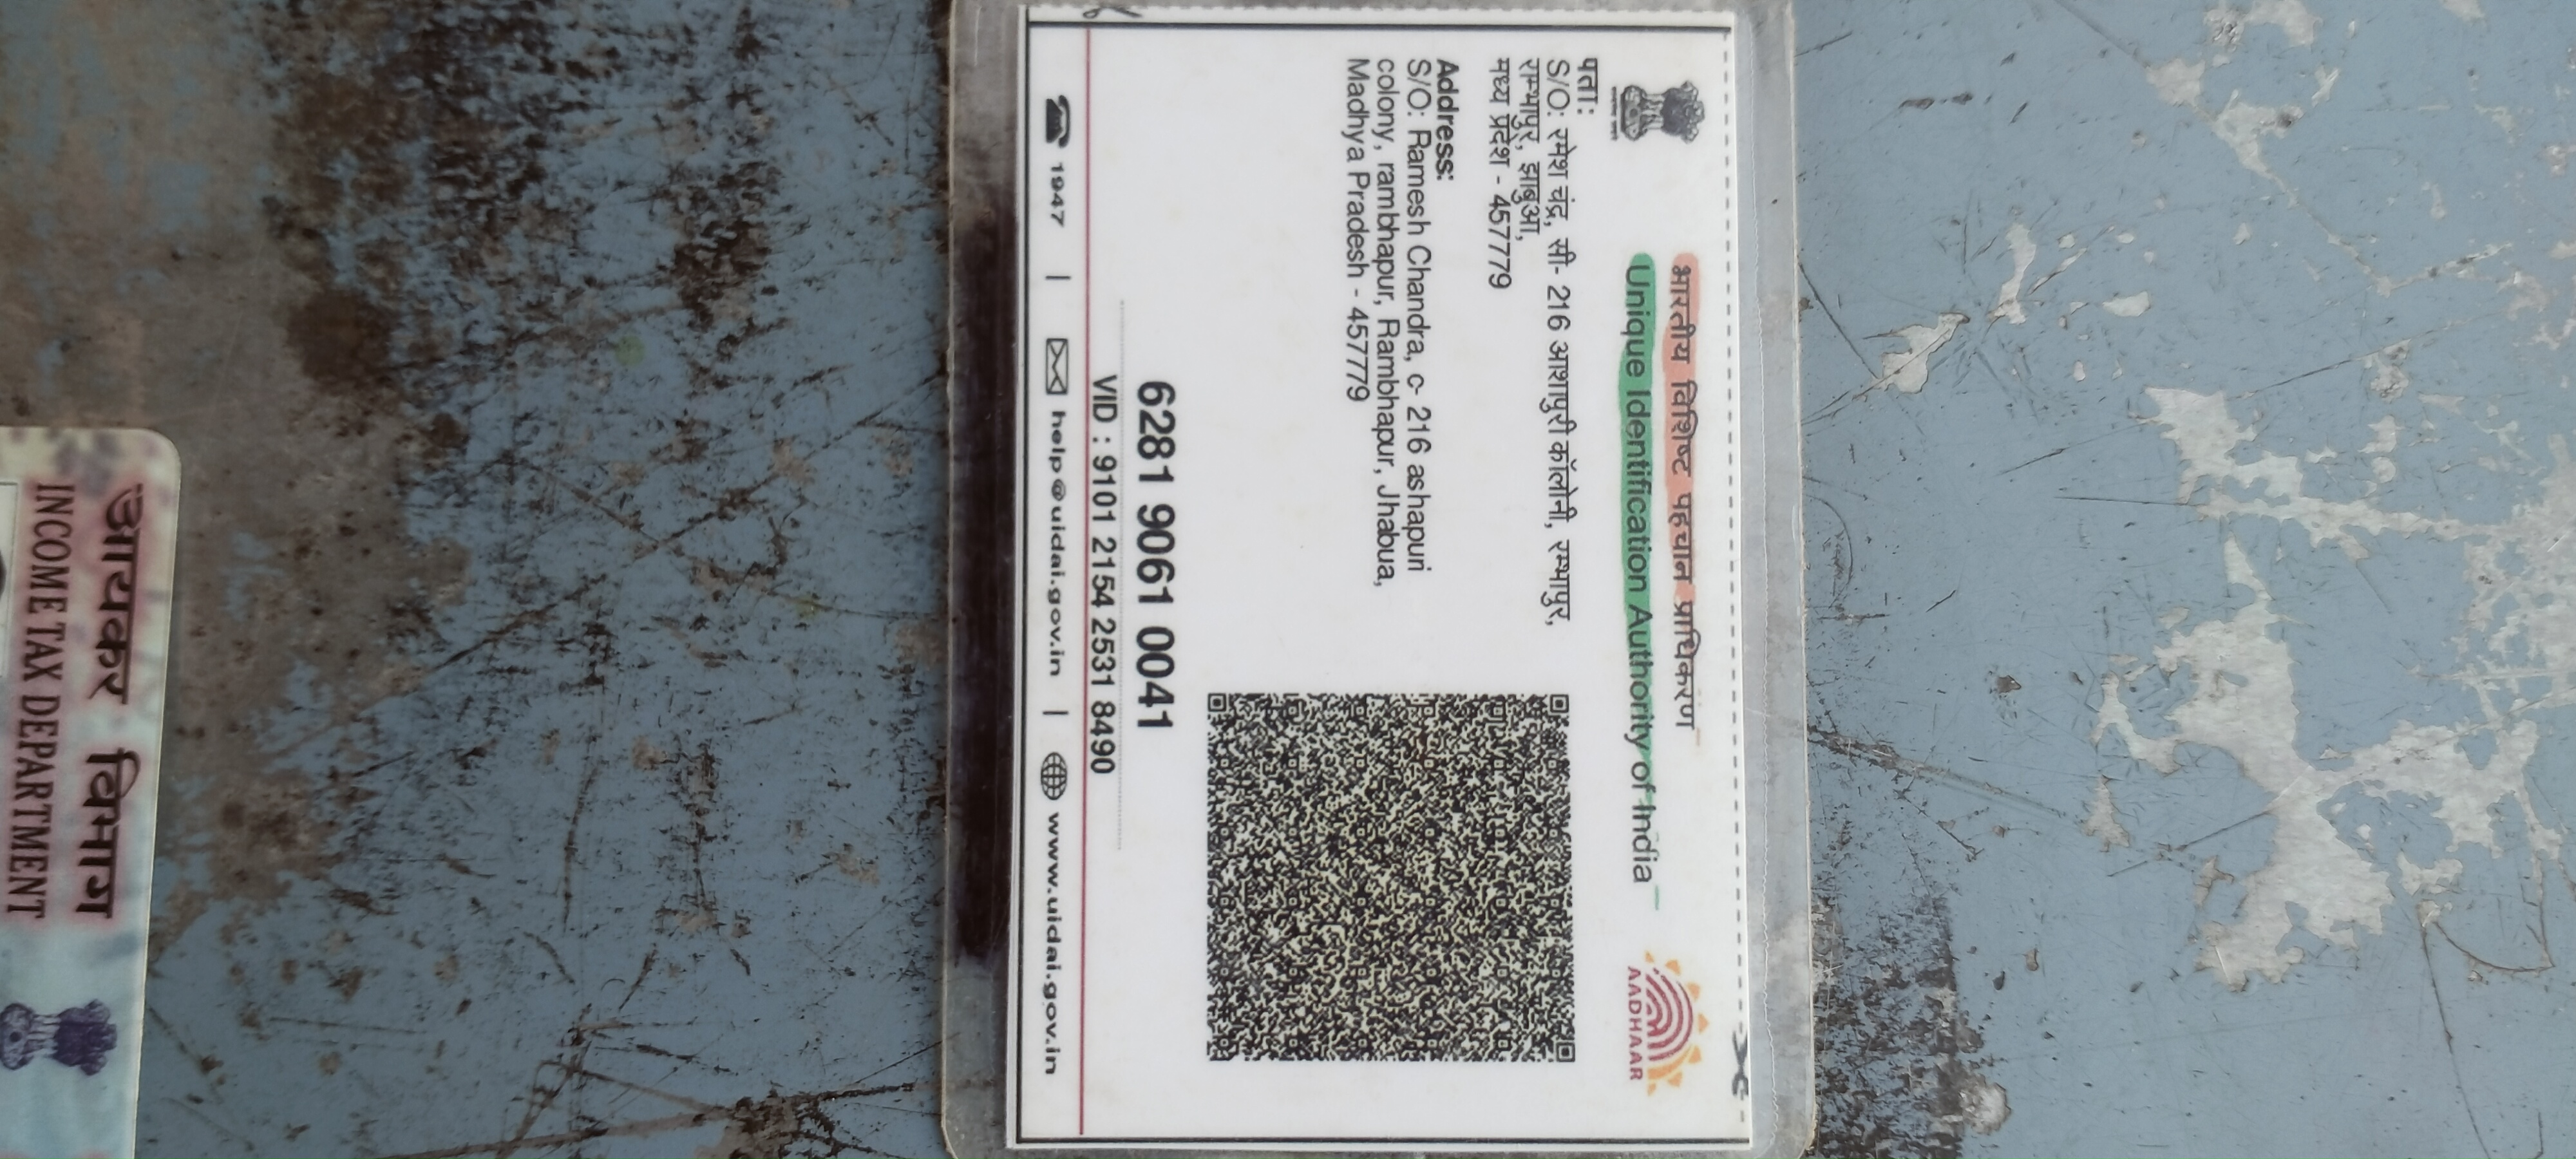 भारतीय विशिष्ट पहचान प्राधिकरण
Unique Identification Authority of India
AADHAAR
पता:
S/O: रमेश चंद्र, सी- 216 आशापुरी कॉलोनी, रम्भापुर,
राम्भापुर, झाबुआ,
मध्य प्रदेश - 457779
Address:
S/O: Ramesh Chandra, c- 216 ashapuri
colony, rambhapur, Rambhapur, Jhabua,
Madhya Pradesh - 457779
6281 9061 0041
VID : 9101 2154 2531 8490
1947 | help@uidai.gov.in | www.uidai.gov.in
आयकर विभाग
INCOME TAX DEPARTMENT